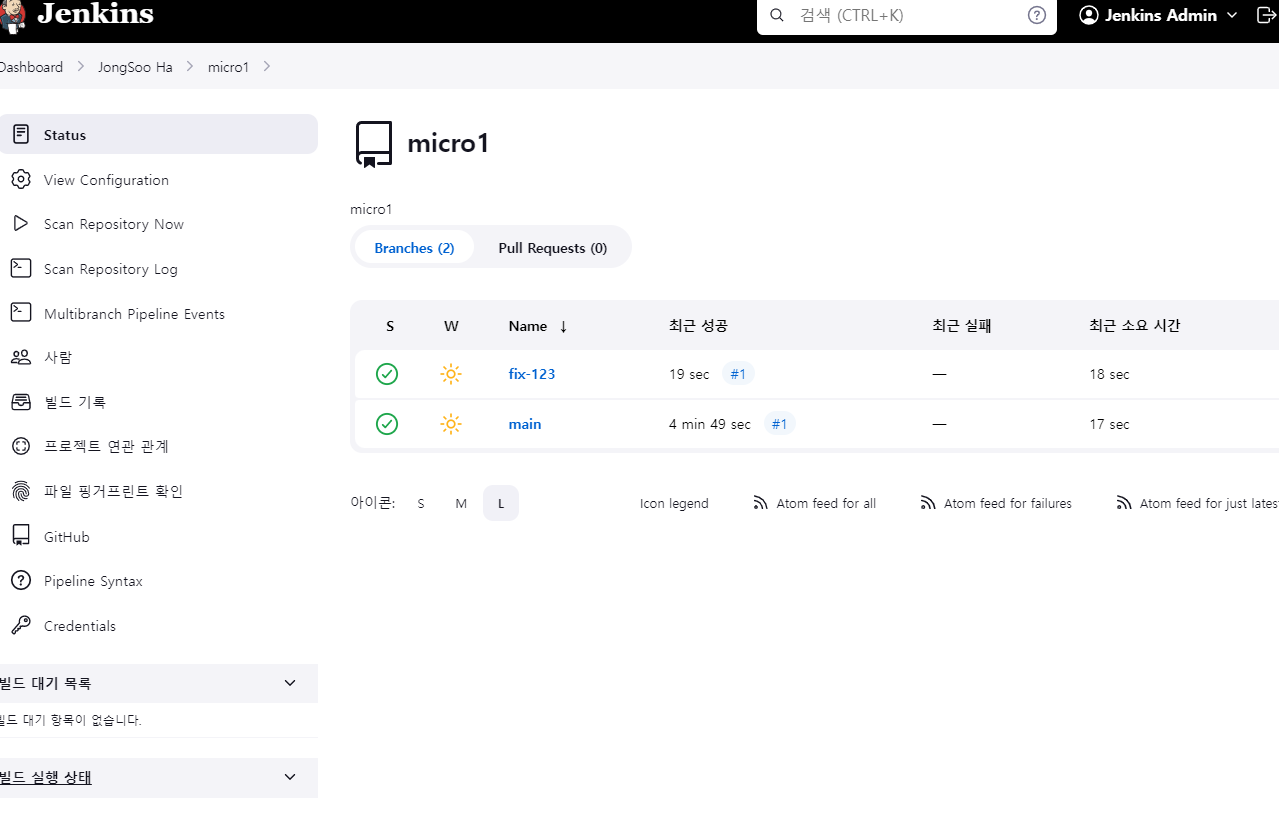 Jenkins
검색 (CTRL+K)
Jenkins Admin
Dashboard
JongSoo Ha
micro1
Status
View Configuration
Scan Repository Now
Scan Repository Log
Multibranch Pipeline Events
사람
빌드 기록
프로젝트 연관 관계
파일 핑거프린트 확인
GitHub
Pipeline Syntax
Credentials
빌드 대기 목록
빌드 대기 항목이 없습니다.
빌드 실행 상태
micro1
micro1
Branches (2) Pull Requests (0)
S W Name ↓ 최근 성공 최근 실패 최근 소요 시간
fix-123 19 sec #1 — 18 sec
main 4 min 49 sec #1 — 17 sec
아이콘: S M L Icon legend Atom feed for all Atom feed for failures Atom feed for just latest